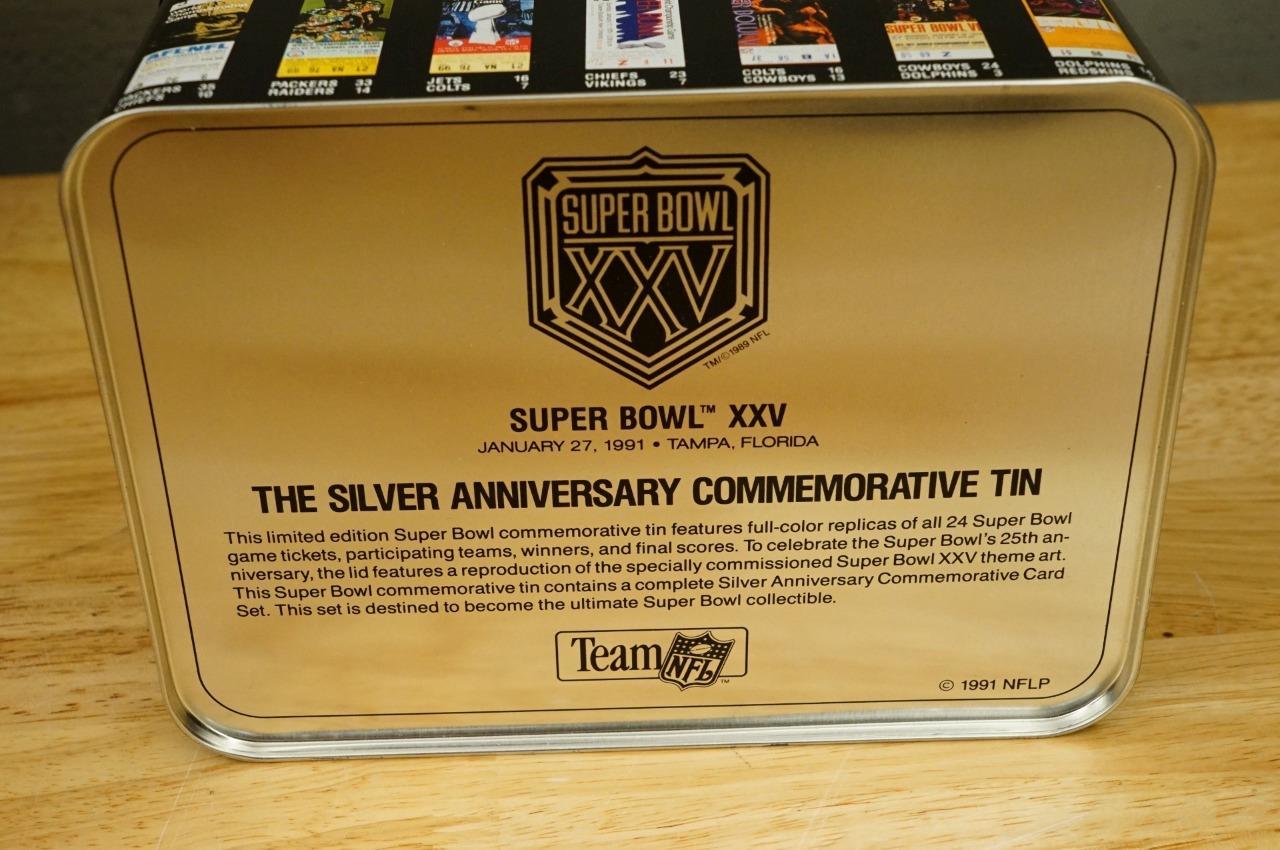 AFL-NFL
SUPER BOWL V
PACKERS 35
CHIEFS 10
PACKERS 33
RAIDERS 14
JETS 16
COLTS 7
CHIEFS 23
VIKINGS 7
COLTS 16
COWBOYS 13
COWBOYS 24
DOLPHINS 3
DOLPHINS
REDSKINS
SUPER BOWL
XXV
TM/©1989 NFL
SUPER BOWL™ XXV
JANUARY 27, 1991 • TAMPA, FLORIDA
THE SILVER ANNIVERSARY COMMEMORATIVE TIN
This limited edition Super Bowl commemorative tin features full-color replicas of all 24 Super Bowl
game tickets, participating teams, winners, and final scores. To celebrate the Super Bowl's 25th an-
niversary, the lid features a reproduction of the specially commissioned Super Bowl XXV theme art.
This Super Bowl commemorative tin contains a complete Silver Anniversary Commemorative Card
Set. This set is destined to become the ultimate Super Bowl collectible.
Team NFL™
© 1991 NFLP